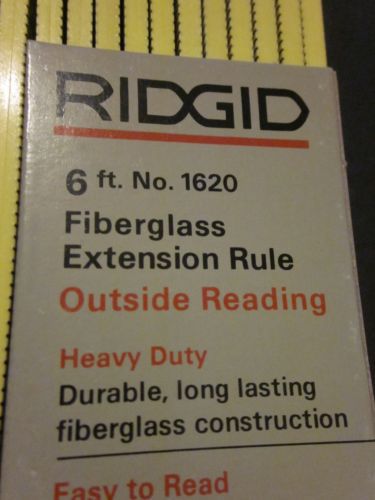 RIDGID
6 ft. No. 1620
Fiberglass
Extension Rule
Outside Reading
Heavy Duty
Durable, long lasting
fiberglass construction
Easy to Read